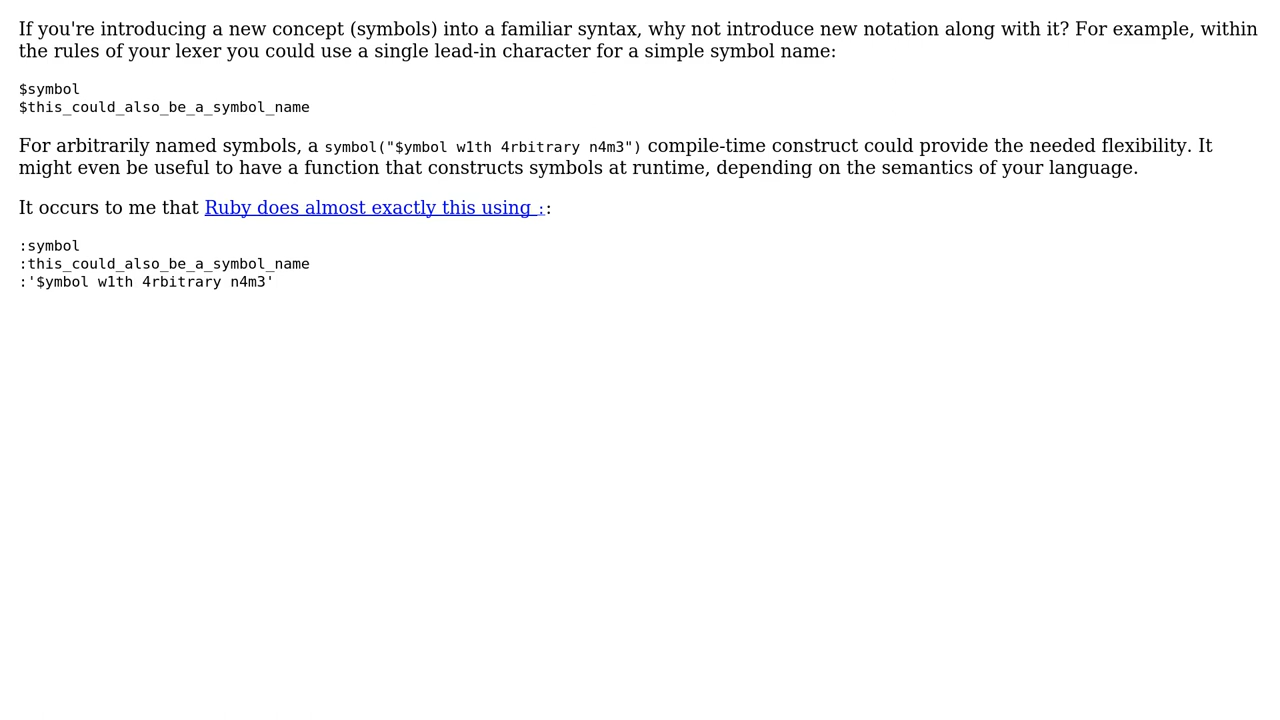 If you're introducing a new concept (symbols) into a familiar syntax, why not introduce new notation along with it? For example, within
the rules of your lexer you could use a single lead-in character for a simple symbol name:
$symbol
$this_could_also_be_a_symbol_name
For arbitrarily named symbols, a symbol("$ymbol w1th 4rbitrary n4m3") compile-time construct could provide the needed flexibility. It
might even be useful to have a function that constructs symbols at runtime, depending on the semantics of your language.
It occurs to me that Ruby does almost exactly this using ::
:symbol
:this_could_also_be_a_symbol_name
:'$ymbol w1th 4rbitrary n4m3'